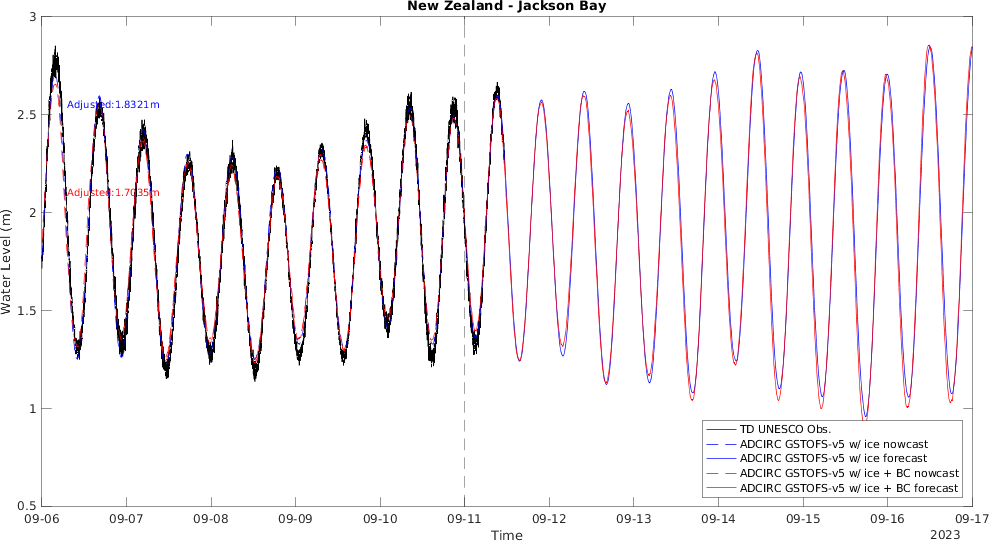 New Zealand - Jackson Bay
3
2.5
2
1.5
1
0.5
Water Level (m)
Adjusted:1.8321m
Adjusted:1.7035m
TD UNESCO Obs.
ADCIRC GSTOFS-v5 w/ ice nowcast
ADCIRC GSTOFS-v5 w/ ice forecast
ADCIRC GSTOFS-v5 w/ ice + BC nowcast
ADCIRC GSTOFS-v5 w/ ice + BC forecast
09-06 09-07 09-08 09-09 09-10 09-11 09-12 09-13 09-14 09-15 09-16 09-17
Time
2023